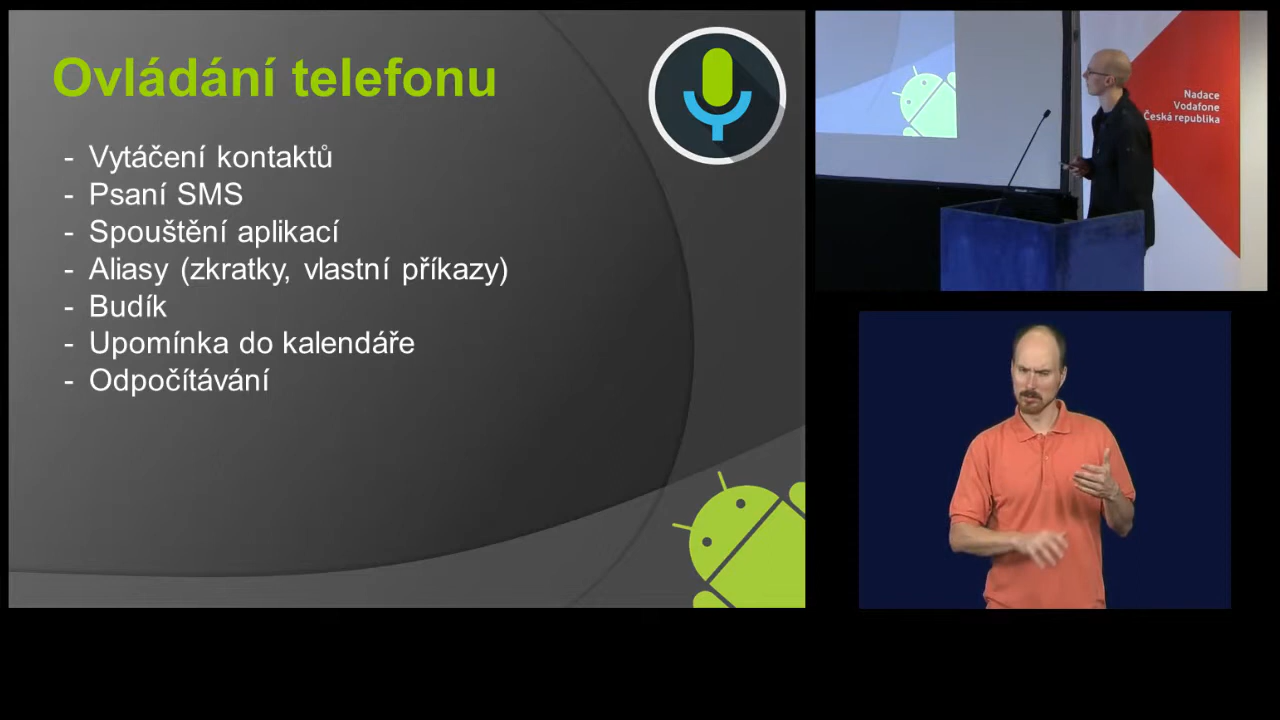 Ovládání telefonu
- Vytáčení kontaktů
- Psaní SMS
- Spouštění aplikací
- Aliasy (zkratky, vlastní příkazy)
- Budík
- Upomínka do kalendáře
- Odpočítávání
Nadace
Vodafone
Česká republika